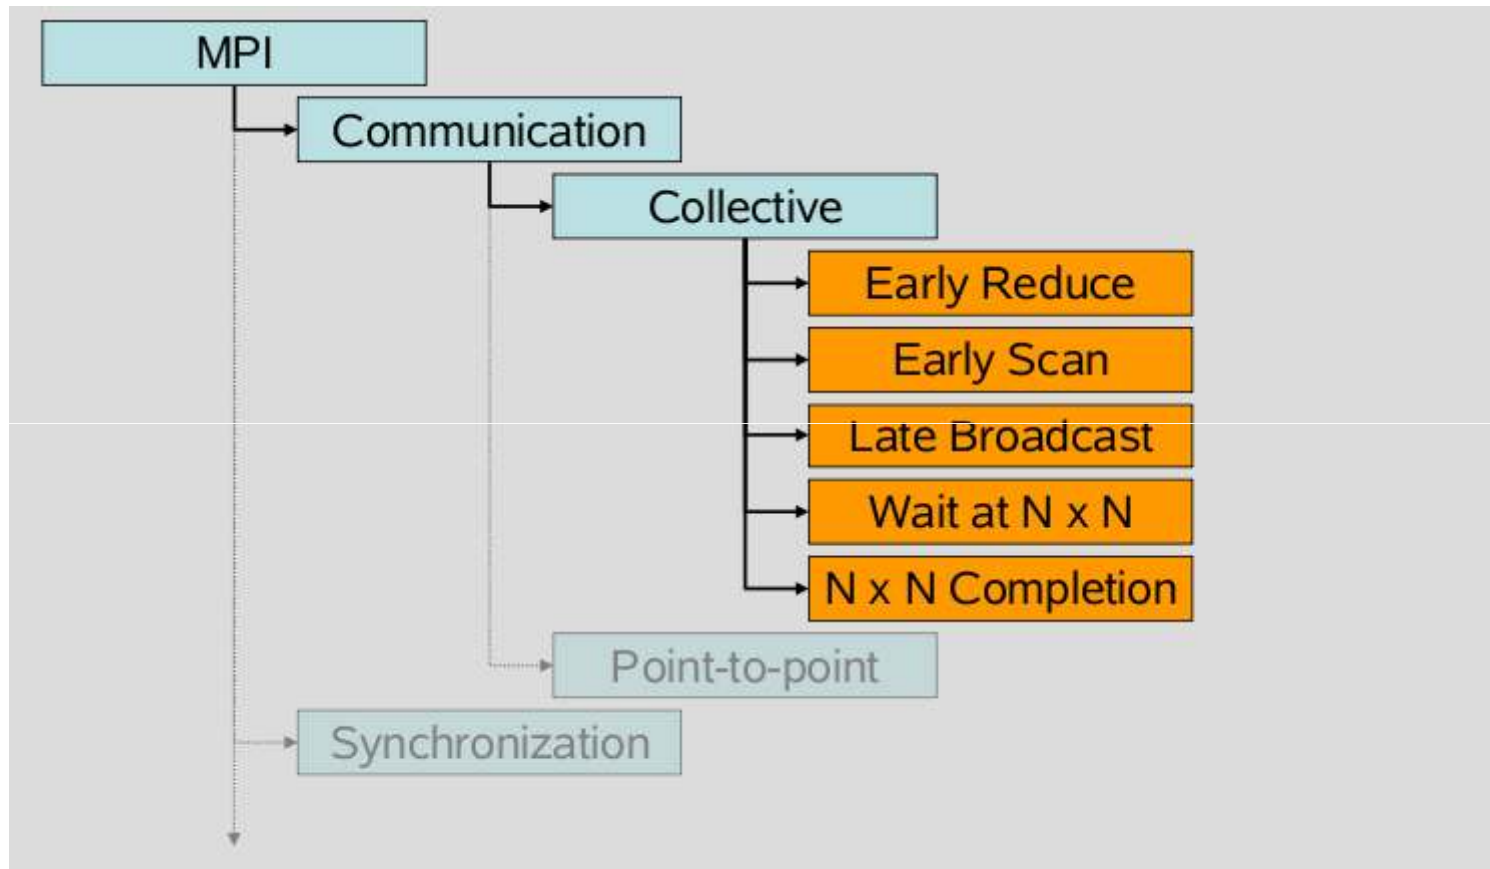 MPI
Communication
Collective
Early Reduce
Early Scan
Late Broadcast
Wait at N x N
N x N Completion
Point-to-point
Synchronization